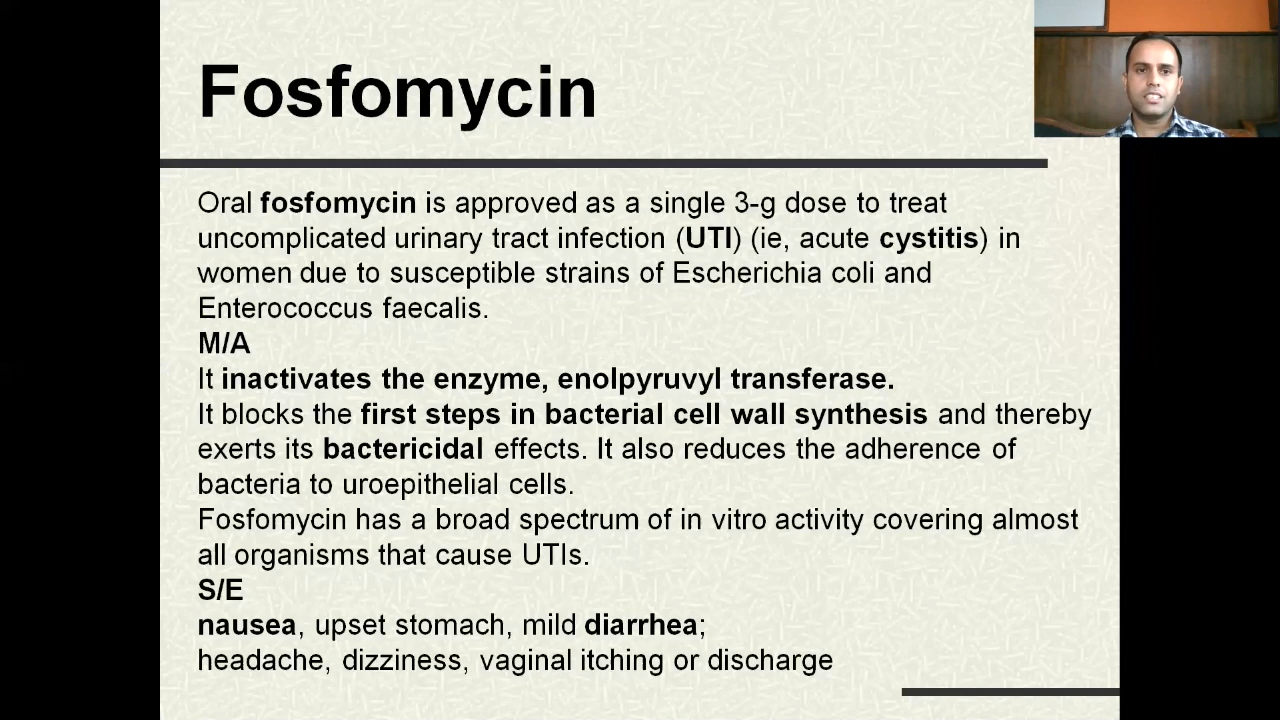 Fosfomycin
Oral fosfomycin is approved as a single 3-g dose to treat
uncomplicated urinary tract infection (UTI) (ie, acute cystitis) in
women due to susceptible strains of Escherichia coli and
Enterococcus faecalis.
M/A
It inactivates the enzyme, enolpyruvyl transferase.
It blocks the first steps in bacterial cell wall synthesis and thereby
exerts its bactericidal effects. It also reduces the adherence of
bacteria to uroepithelial cells.
Fosfomycin has a broad spectrum of in vitro activity covering almost
all organisms that cause UTIs.
S/E
nausea, upset stomach, mild diarrhea;
headache, dizziness, vaginal itching or discharge